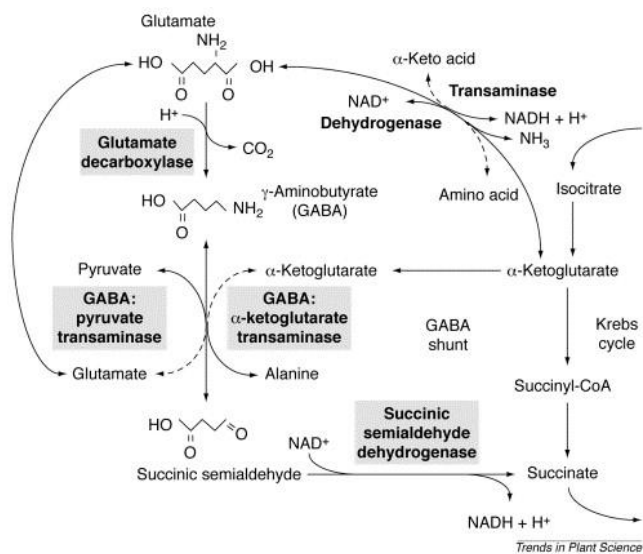 Glutamate
NH₂
HO
OH
O
O
α-Keto acid
Transaminase
NAD⁺
NADH + H⁺
Dehydrogenase
NH₃
H⁺
Glutamate
decarboxylase
CO₂
Amino acid
Isocitrate
HO
NH₂
O
γ-Aminobutyrate
(GABA)
Pyruvate
α-Ketoglutarate
α-Ketoglutarate
GABA:
pyruvate
transaminase
GABA:
α-ketoglutarate
transaminase
GABA
shunt
Krebs
cycle
Glutamate
Alanine
Succinyl-CoA
HO
O
O
Succinic
semialdehyde
dehydrogenase
NAD⁺
Succinic semialdehyde
Succinate
NADH + H⁺
Trends in Plant Science